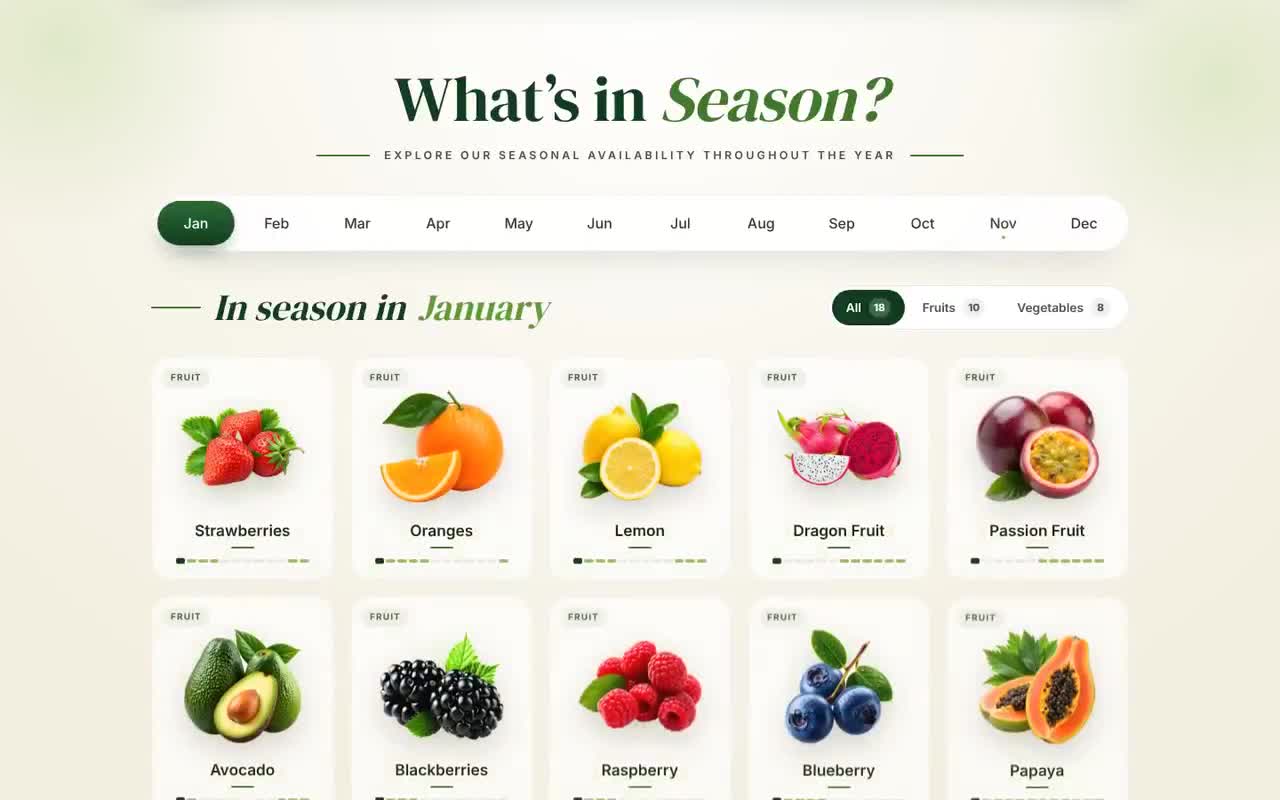 What's in Season?
EXPLORE OUR SEASONAL AVAILABILITY THROUGHOUT THE YEAR
Jan Feb Mar Apr May Jun Jul Aug Sep Oct Nov Dec
In season in January
All 18 Fruits 10 Vegetables 8
FRUIT FRUIT FRUIT FRUIT FRUIT
Strawberries Oranges Lemon Dragon Fruit Passion Fruit
FRUIT FRUIT FRUIT FRUIT FRUIT
Avocado Blackberries Raspberry Blueberry Papaya